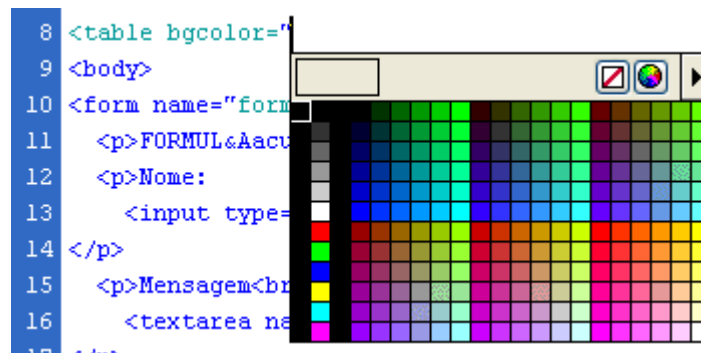 8 <table bgcolor="
9 <body>
10 <form name="form
11 <p>FORMUL&Aacu
12 <p>Nome:
13 <input type=
14 </p>
15 <p>Mensagem<br
16 <textarea na
17 </p>